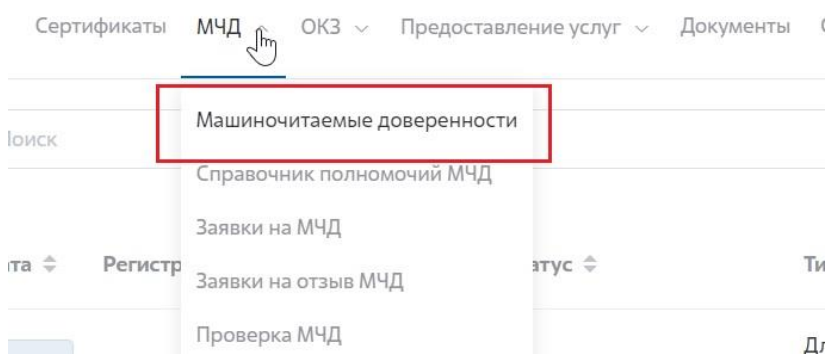 Сертификаты МЧД ОКЗ Предоставление услуг Документы
Машиночитаемые доверенности
Справочник полномочий МЧД
Заявки на МЧД
Заявки на отзыв МЧД
Проверка МЧД